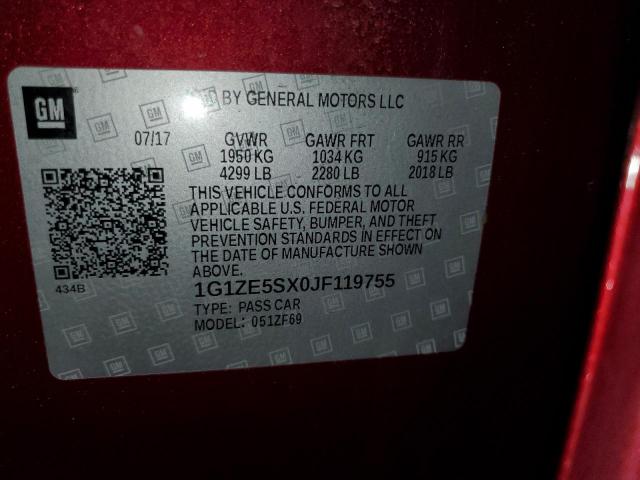 GM
BY GENERAL MOTORS LLC
07/17 GVWR GAWR FRT GAWR RR
1950 KG 1034 KG 915 KG
4299 LB 2280 LB 2018 LB
THIS VEHICLE CONFORMS TO ALL
APPLICABLE U.S. FEDERAL MOTOR
VEHICLE SAFETY, BUMPER, AND THEFT
PREVENTION STANDARDS IN EFFECT ON
THE DATE OF MANUFACTURE SHOWN
ABOVE.
434B
1G1ZE5SX0JF119755
TYPE: PASS CAR
MODEL: 051ZF69